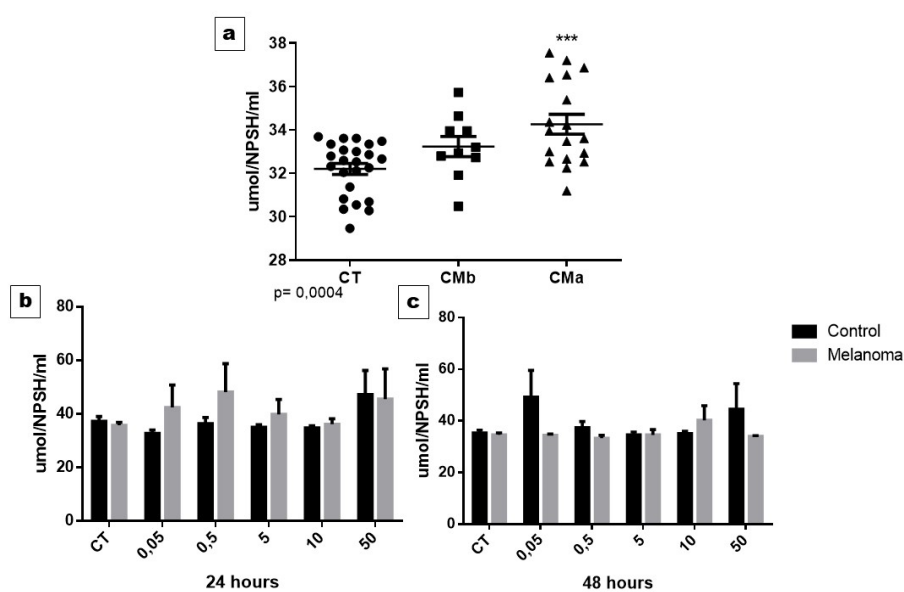 a
***
38
36
34
32
30
28
umol/NPSH/ml
CT CMb CMa
p= 0,0004
b
80
60
40
20
0
umol/NPSH/ml
CT 0,05 0,5 5 10 50
24 hours
c
80
60
40
20
0
umol/NPSH/ml
CT 0,05 0,5 5 10 50
48 hours
Control
Melanoma